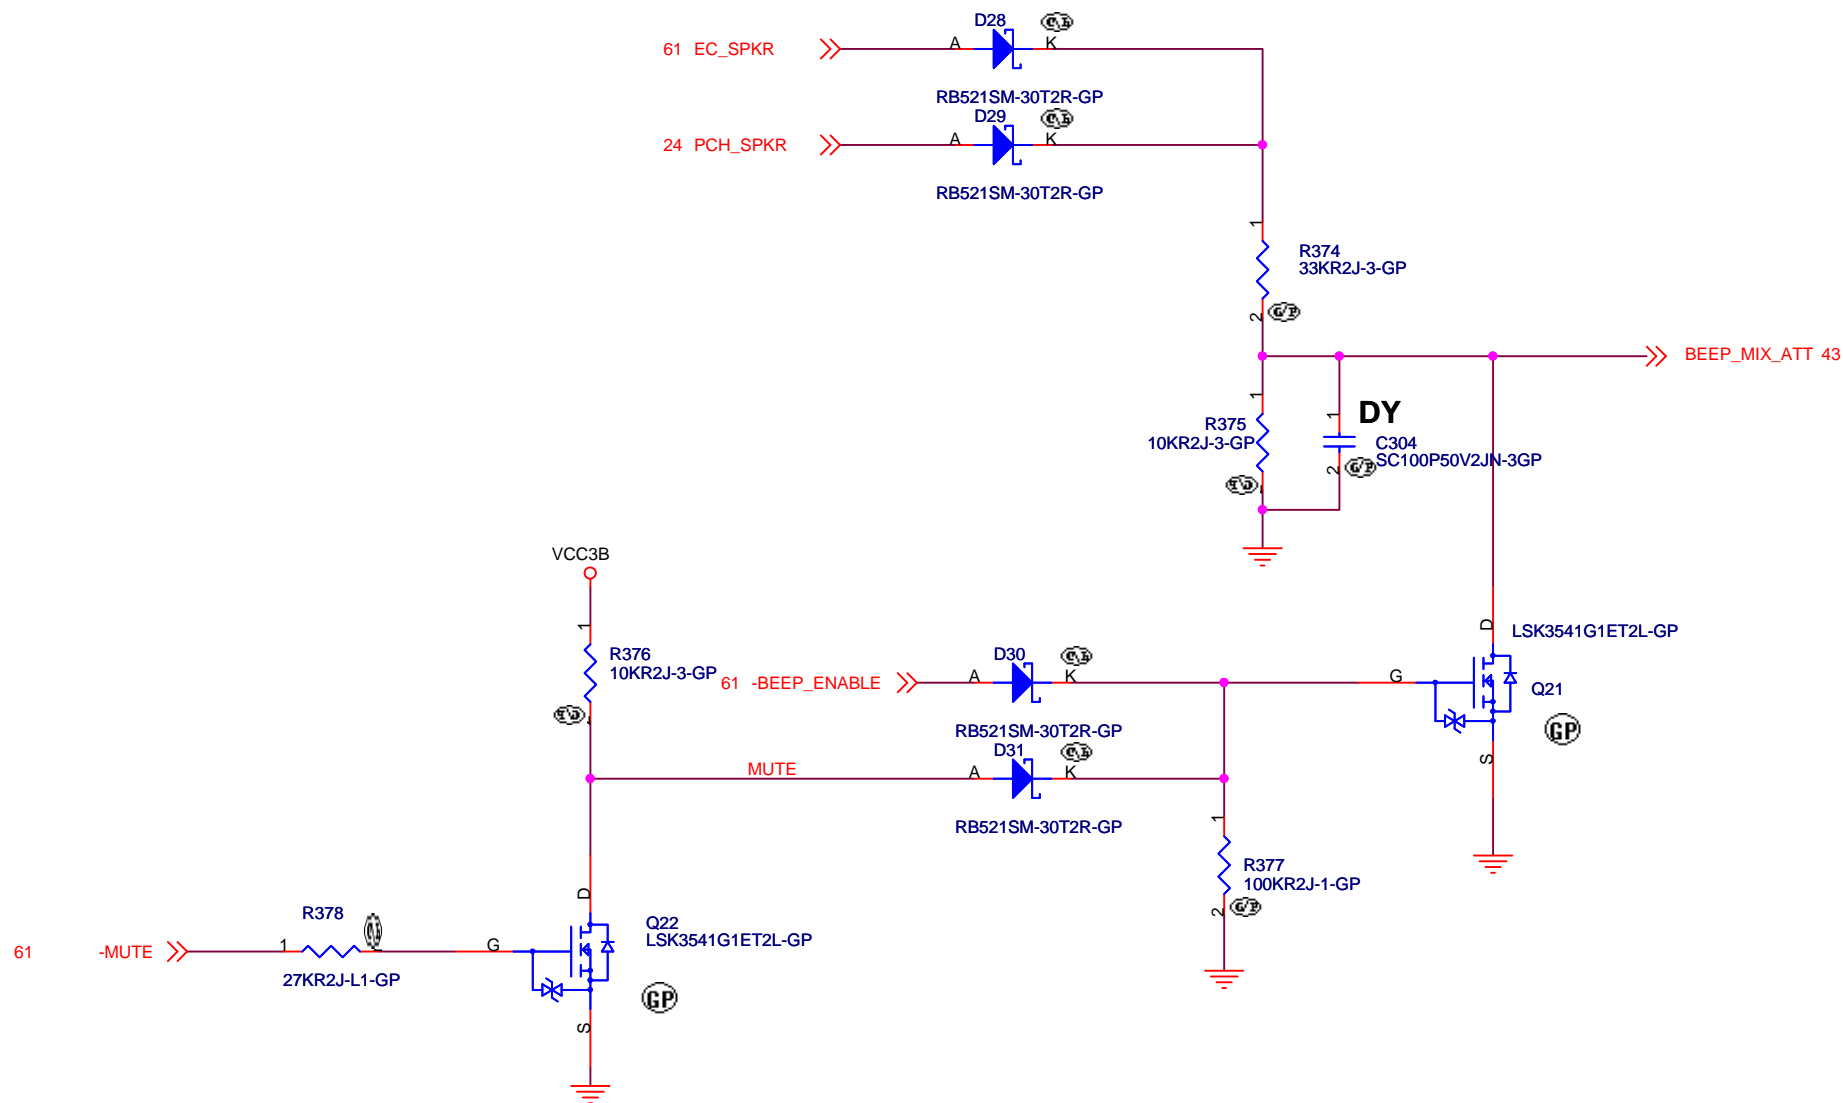 D28
61 EC_SPKR
A
K
RB521SM-30T2R-GP
D29
24 PCH_SPKR
A
K
RB521SM-30T2R-GP
1
R374
33KR2J-3-GP
2
G/P
BEEP_MIX_ATT 43
1
R375
10KR2J-3-GP
1
DY
C304
SC100P50V2JN-3GP
2
G/P
VCC3B
1
R376
10KR2J-3-GP
D
LSK3541G1ET2L-GP
D30
61 -BEEP_ENABLE
A
K
G
Q21
GP
RB521SM-30T2R-GP
D31
MUTE
A
K
S
RB521SM-30T2R-GP
1
R377
100KR2J-1-GP
2
G/P
D
R378
Q22
LSK3541G1ET2L-GP
61 -MUTE
1
G
27KR2J-L1-GP
GP
S